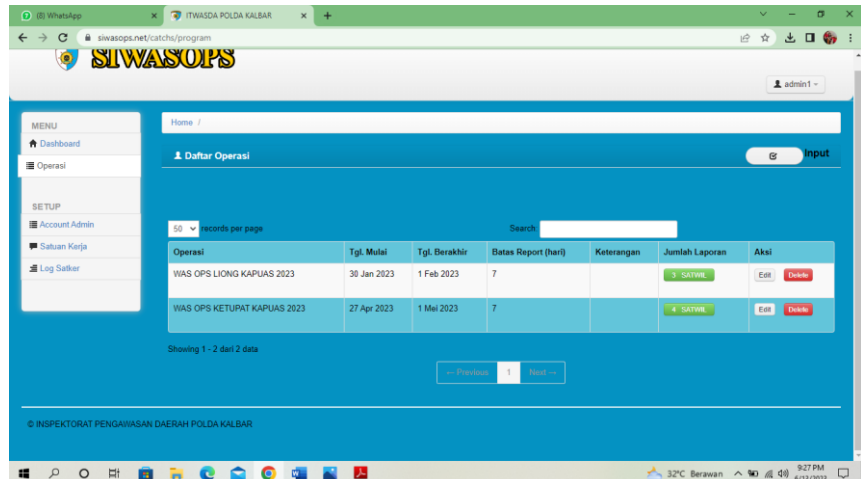 (8) WhatsApp
ITWASDA POLDA KALBAR
siwasops.net/catchs/program
SIWASOPS
admin1
MENU
Dashboard
Operasi
SETUP
Account Admin
Satuan Kerja
Log Satker
Home /
Daftar Operasi
Input
50 records per page
Search:
Operasi Tgl. Mulai Tgl. Berakhir Batas Report (hari) Keterangan Jumlah Laporan Aksi
WAS OPS LIONG KAPUAS 2023 30 Jan 2023 1 Feb 2023 7 3 SATWIL Edit Delete
WAS OPS KETUPAT KAPUAS 2023 27 Apr 2023 1 Mei 2023 7 4 SATWIL Edit Delete
Showing 1 - 2 dari 2 data
← Previous 1 Next →
© INSPEKTORAT PENGAWASAN DAERAH POLDA KALBAR
32°C Berawan
9:27 PM